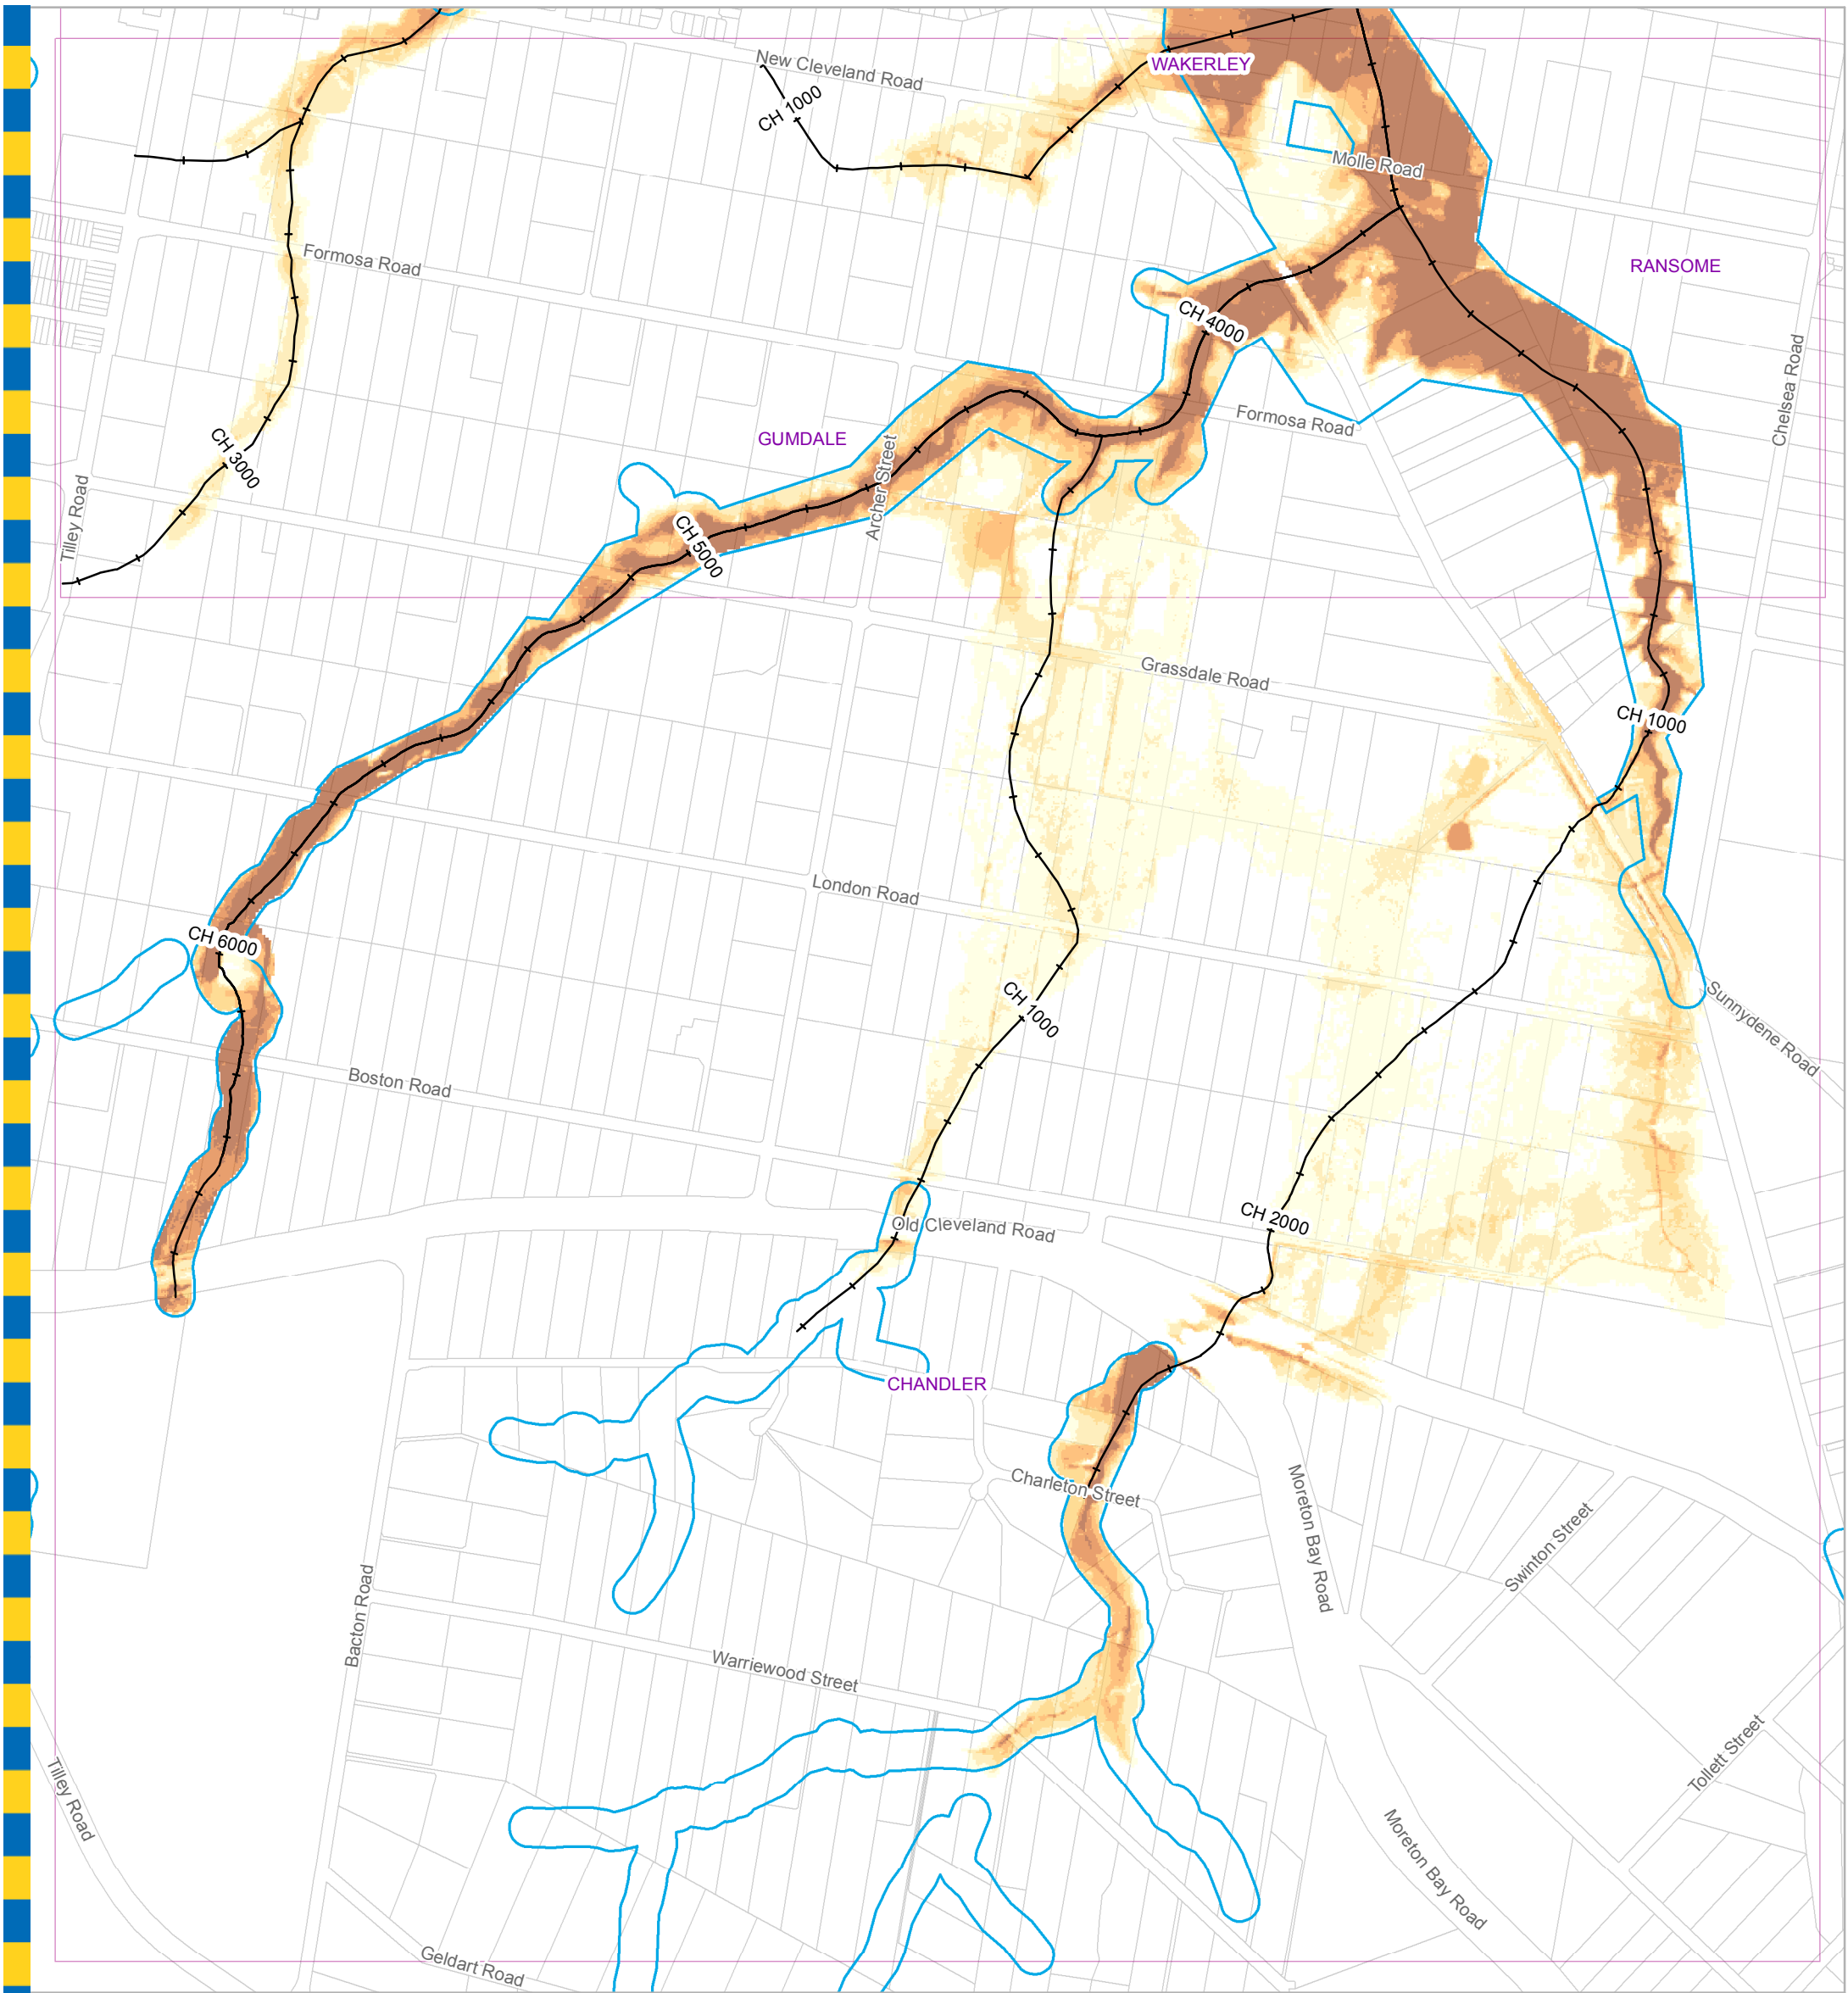 New Cleveland Road
WAKERLEY
CH 1000
Molle Road
Formosa Road
RANSOME
CH 4000
Chelsea Road
Formosa Road
GUMDALE
CH 3000
Archer Street
Tilley Road
CH 5000
Grassdale Road
CH 1000
London Road
CH 6000
CH 1000
Sunnydene Road
Boston Road
CH 2000
Old Cleveland Road
CHANDLER
Charleton Street
Moreton Bay Road
Swinton Street
Bacton Road
Warriewood Street
Tollett Street
Tilley Road
Moreton Bay Road
Geldart Road